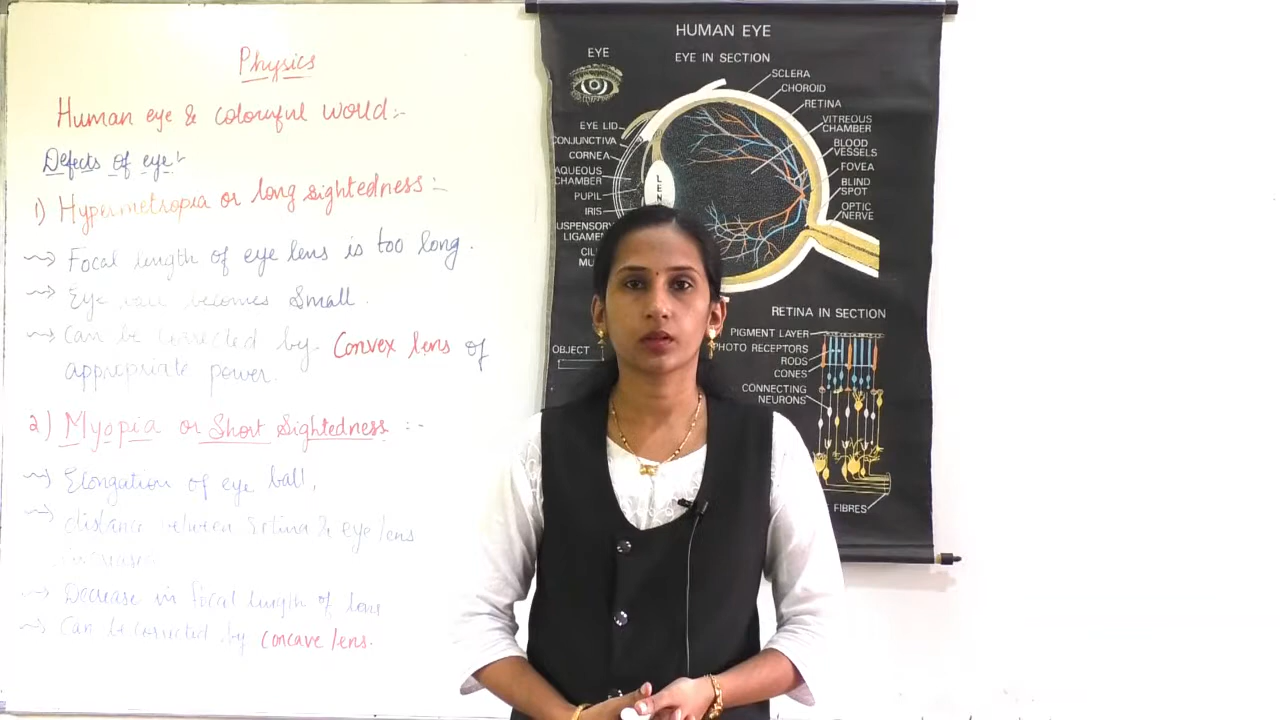 Physics
Human eye & colourful world:-
Defects of eye:-
1) Hypermetropia or long sightedness:-
Focal length of eye lens is too long.
Eye ball becomes Small.
Can be corrected by Convex lens of
appropriate power.
2) Myopia or Short Sightedness :-
Elongation of eye ball.
distance between retina & eye lens
Decrease in focal length of lens
Can be corrected by concave lens.
HUMAN EYE
EYE
EYE IN SECTION
SCLERA
CHOROID
RETINA
VITREOUS
CHAMBER
BLOOD
VESSELS
FOVEA
BLIND
SPOT
OPTIC
NERVE
EYE LID
CONJUNCTIVA
CORNEA
AQUEOUS
CHAMBER
PUPIL
IRIS
USPENSORY
LIGAMEN
CIL
MU
LEN
OBJECT
RETINA IN SECTION
PIGMENT LAYER
PHOTO RECEPTORS
RODS
CONES
CONNECTING
NEURONS
FIBRES